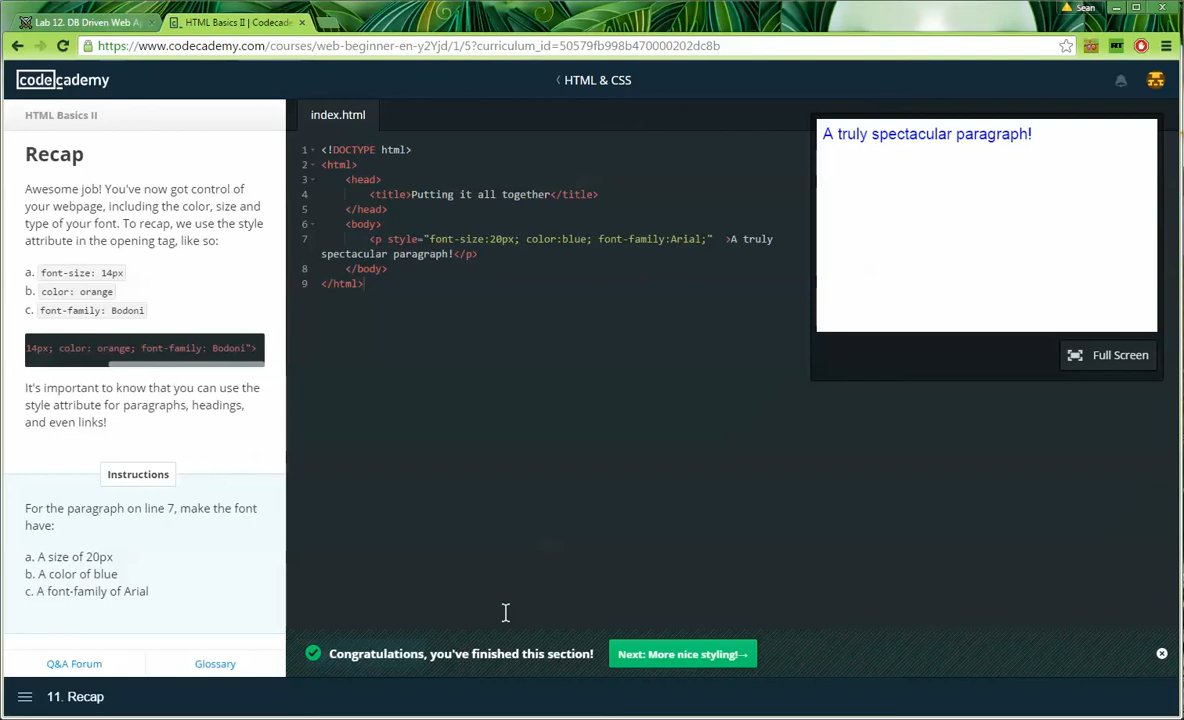 Lab 12. DB Driven Web A
HTML Basics II | Codecade
Sean
https://www.codecademy.com/courses/web-beginner-en-y2Yjd/1/5?curriculum_id=50579fb998b470000202dc8b
RT
codecademy
HTML & CSS
HTML Basics II
Recap
Awesome job! You've now got control of
your webpage, including the color, size and
type of your font. To recap, we use the style
attribute in the opening tag, like so:
a. font-size: 14px
b. color: orange
c. font-family: Bodoni
14px; color: orange; font-family: Bodoni">
It's important to know that you can use the
style attribute for paragraphs, headings,
and even links!
Instructions
For the paragraph on line 7, make the font
have:
a. A size of 20px
b. A color of blue
c. A font-family of Arial
Q&A Forum
Glossary
index.html
1 <!DOCTYPE html>
2 <html>
3 <head>
4 <title>Putting it all together</title>
5 </head>
6 <body>
7 <p style="font-size:20px; color:blue; font-family:Arial;" >A truly
spectacular paragraph!</p>
8 </body>
9 </html>
A truly spectacular paragraph!
Full Screen
Congratulations, you've finished this section!
Next: More nice styling!→
11. Recap